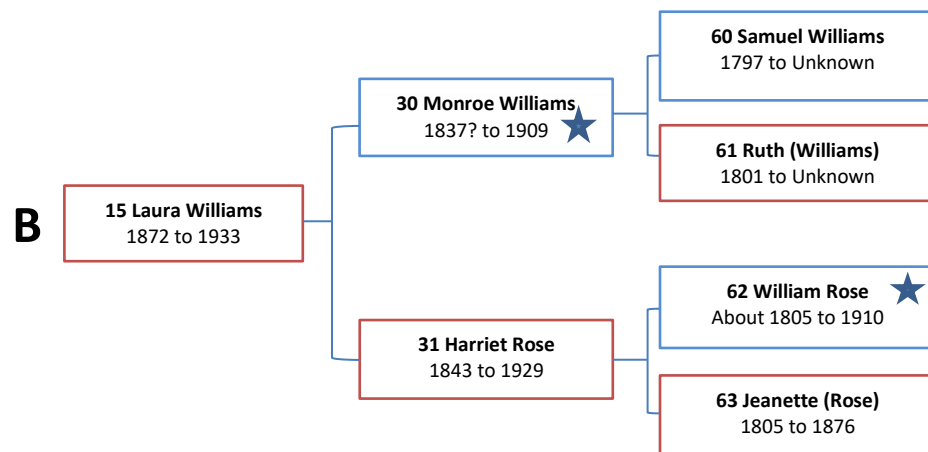 60 Samuel Williams
1797 to Unknown
30 Monroe Williams
1837? to 1909
61 Ruth (Williams)
1801 to Unknown
B
15 Laura Williams
1872 to 1933
62 William Rose
About 1805 to 1910
31 Harriet Rose
1843 to 1929
63 Jeanette (Rose)
1805 to 1876